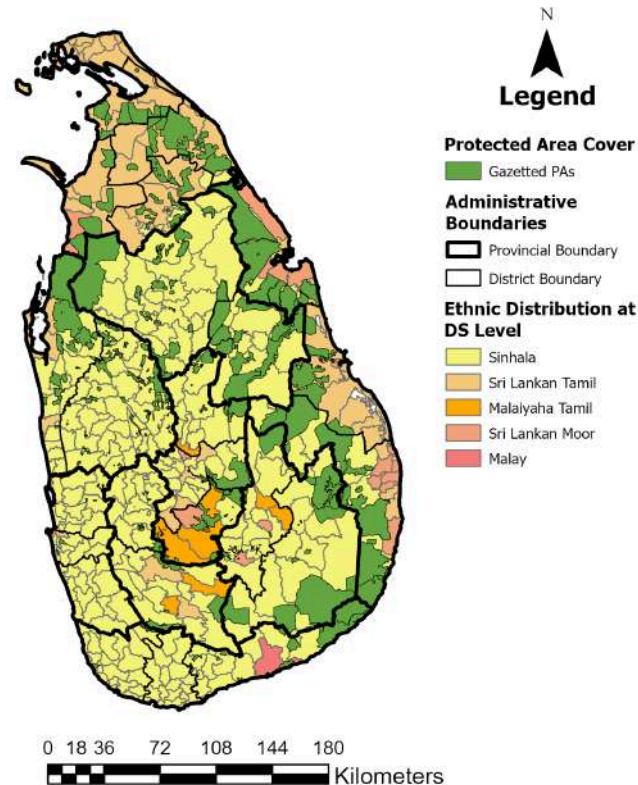 N
Legend
Protected Area Cover
Gazetted PAs
Administrative
Boundaries
Provincial Boundary
District Boundary
Ethnic Distribution at
DS Level
Sinhala
Sri Lankan Tamil
Malaiyaha Tamil
Sri Lankan Moor
Malay
0 18 36 72 108 144 180
Kilometers